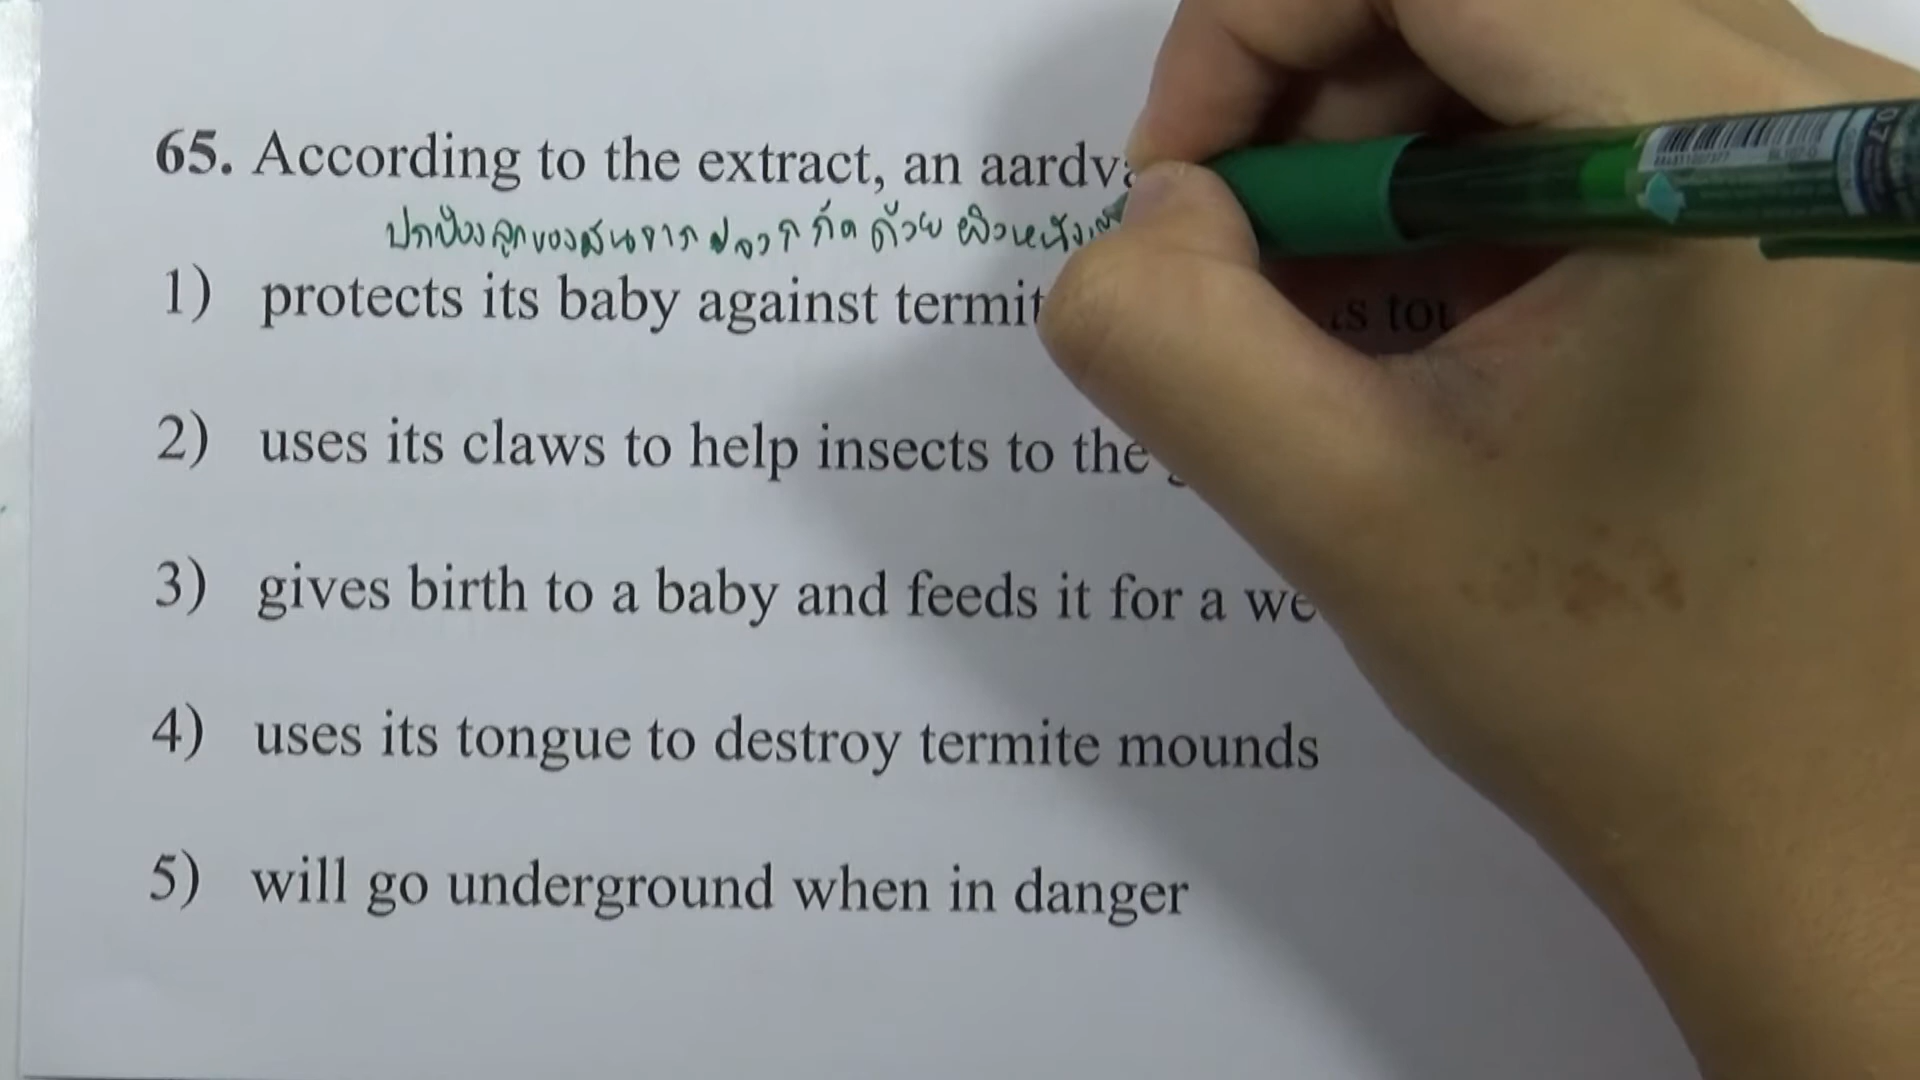 65. According to the extract, an aardva
ปกป้องลูกของมันจากปลวกกัดด้วยผิวหนัง
1) protects its baby against termit s tou
2) uses its claws to help insects to the
3) gives birth to a baby and feeds it for a we
4) uses its tongue to destroy termite mounds
5) will go underground when in danger